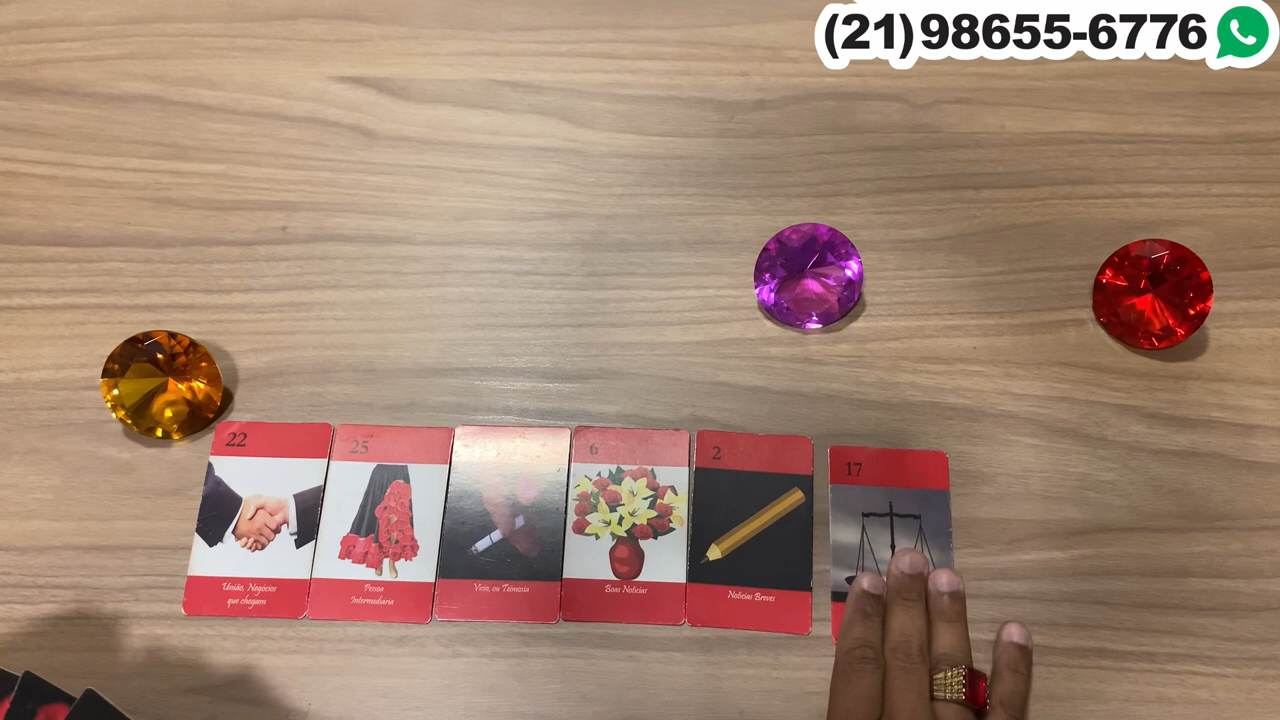 (21)98655-6776
22
União, Negócios
que chegam
25
Pessoa
Intermediária
Vício, ou Teimosia
6
Boas Notícias
2
Notícias Breves
17